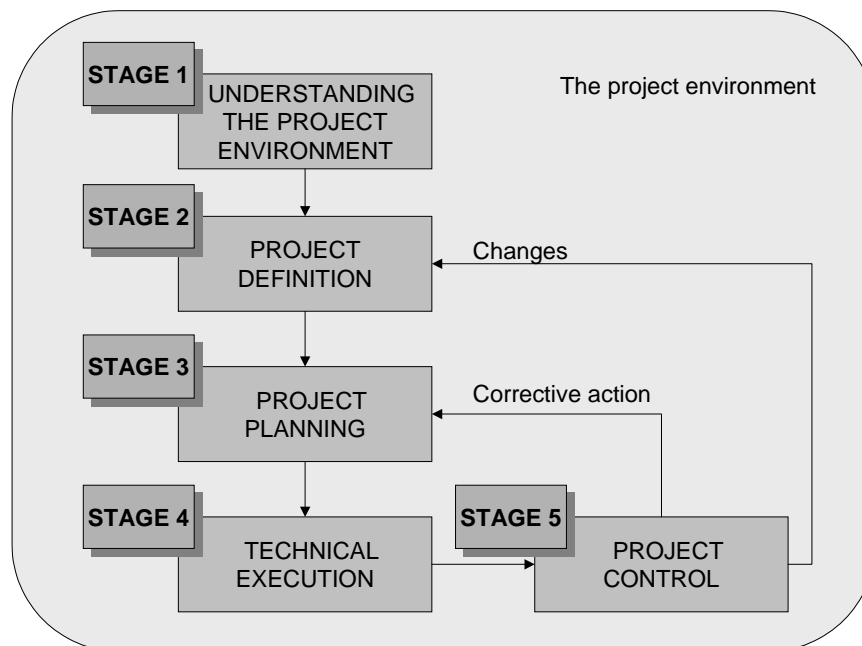 STAGE 1
UNDERSTANDING
THE PROJECT
ENVIRONMENT
The project environment
STAGE 2
PROJECT
DEFINITION
Changes
STAGE 3
PROJECT
PLANNING
Corrective action
STAGE 4
TECHNICAL
EXECUTION
STAGE 5
PROJECT
CONTROL